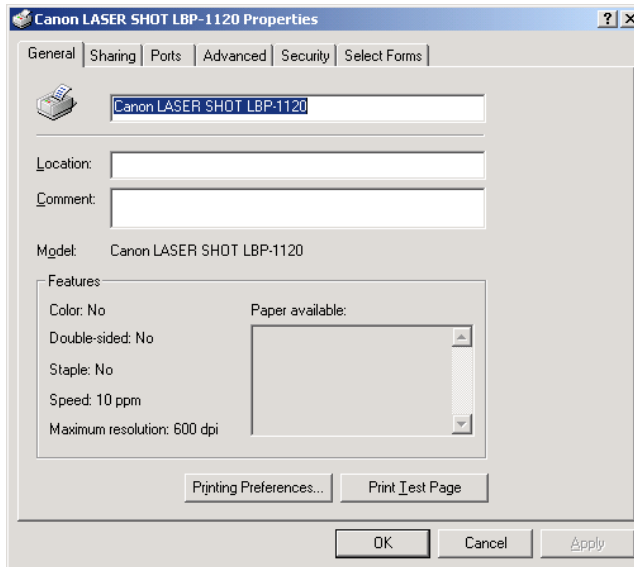 Canon LASER SHOT LBP-1120 Properties
General Sharing Ports Advanced Security Select Forms
Canon LASER SHOT LBP-1120
Location:
Comment:
Model: Canon LASER SHOT LBP-1120
Features
Color: No Paper available:
Double-sided: No
Staple: No
Speed: 10 ppm
Maximum resolution: 600 dpi
Printing Preferences... Print Test Page
OK Cancel Apply